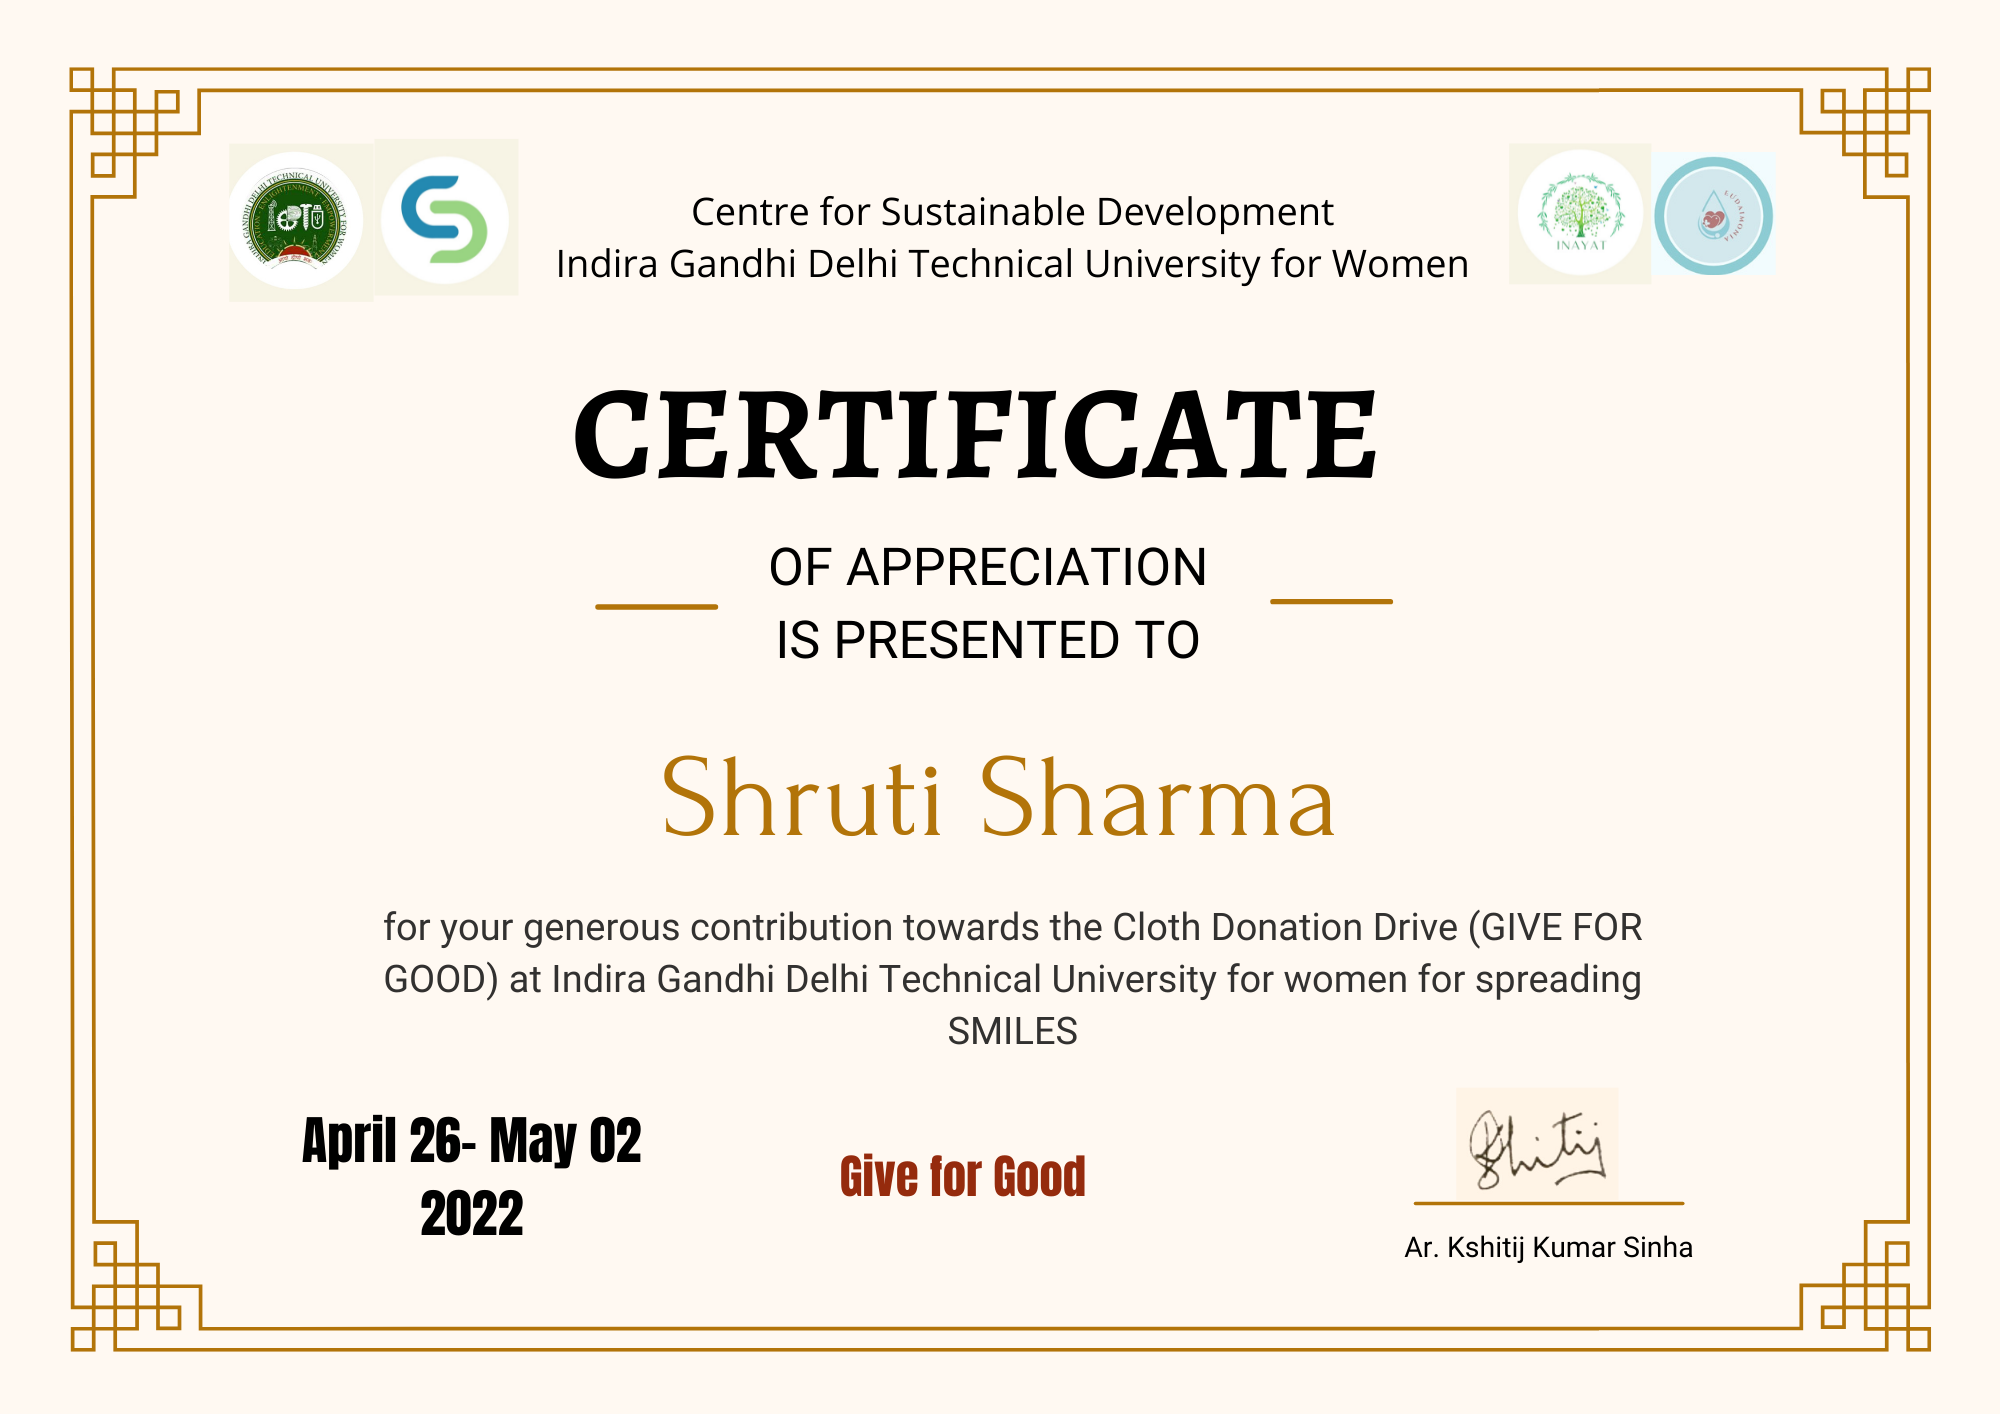 INDIRA GANDHI DELHI TECHNICAL UNIVERSITY FOR WOMEN
Centre for Sustainable Development
Indira Gandhi Delhi Technical University for Women
INAYAT
LUDAIMONIA
CERTIFICATE
OF APPRECIATION
IS PRESENTED TO
Shruti Sharma
for your generous contribution towards the Cloth Donation Drive (GIVE FOR
GOOD) at Indira Gandhi Delhi Technical University for women for spreading
SMILES
April 26- May 02
2022
Give for Good
Kshitij
Ar. Kshitij Kumar Sinha